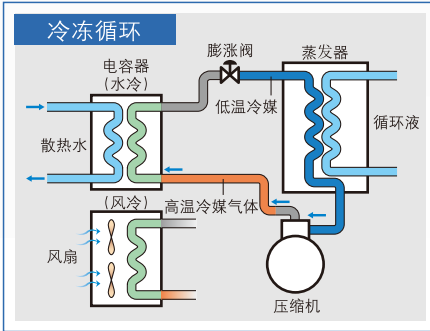 冷冻循环
膨涨阀
蒸发器
电容器
(水冷)
低温冷媒
循环液
散热水
(风冷)
高温冷媒气体
风扇
压缩机